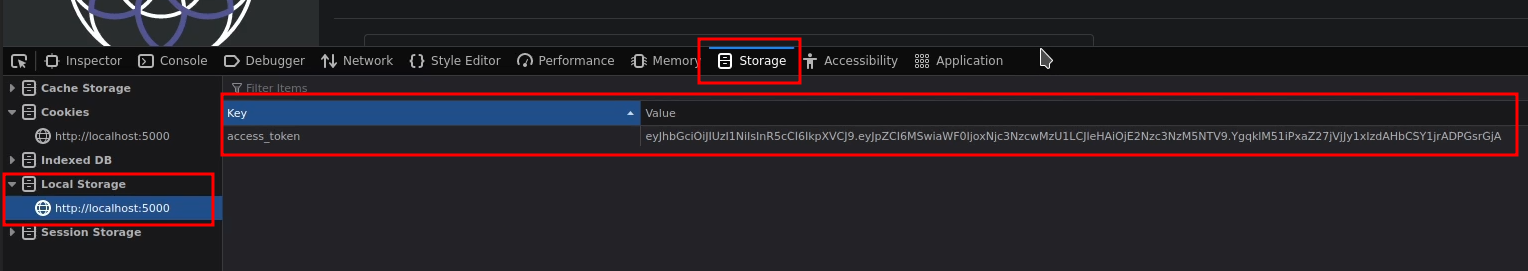 Inspector Console Debugger Network Style Editor Performance Memory Storage Accessibility Application
Cache Storage
Filter Items
Cookies
Key Value
http://localhost:5000
access_token eyJhbGciOiJIUzI1NiIsInR5cCI6IkpXVCJ9.eyJpZCI6MSwiaWF0IjoxNjc3NzcwMzU1LCJleHAiOjE2Nzc3NzM5NTV9.YgqklM51iPxaZ27jVjJy1xIzdAHbCSY1jrADPGsrGjA
Indexed DB
Local Storage
http://localhost:5000
Session Storage